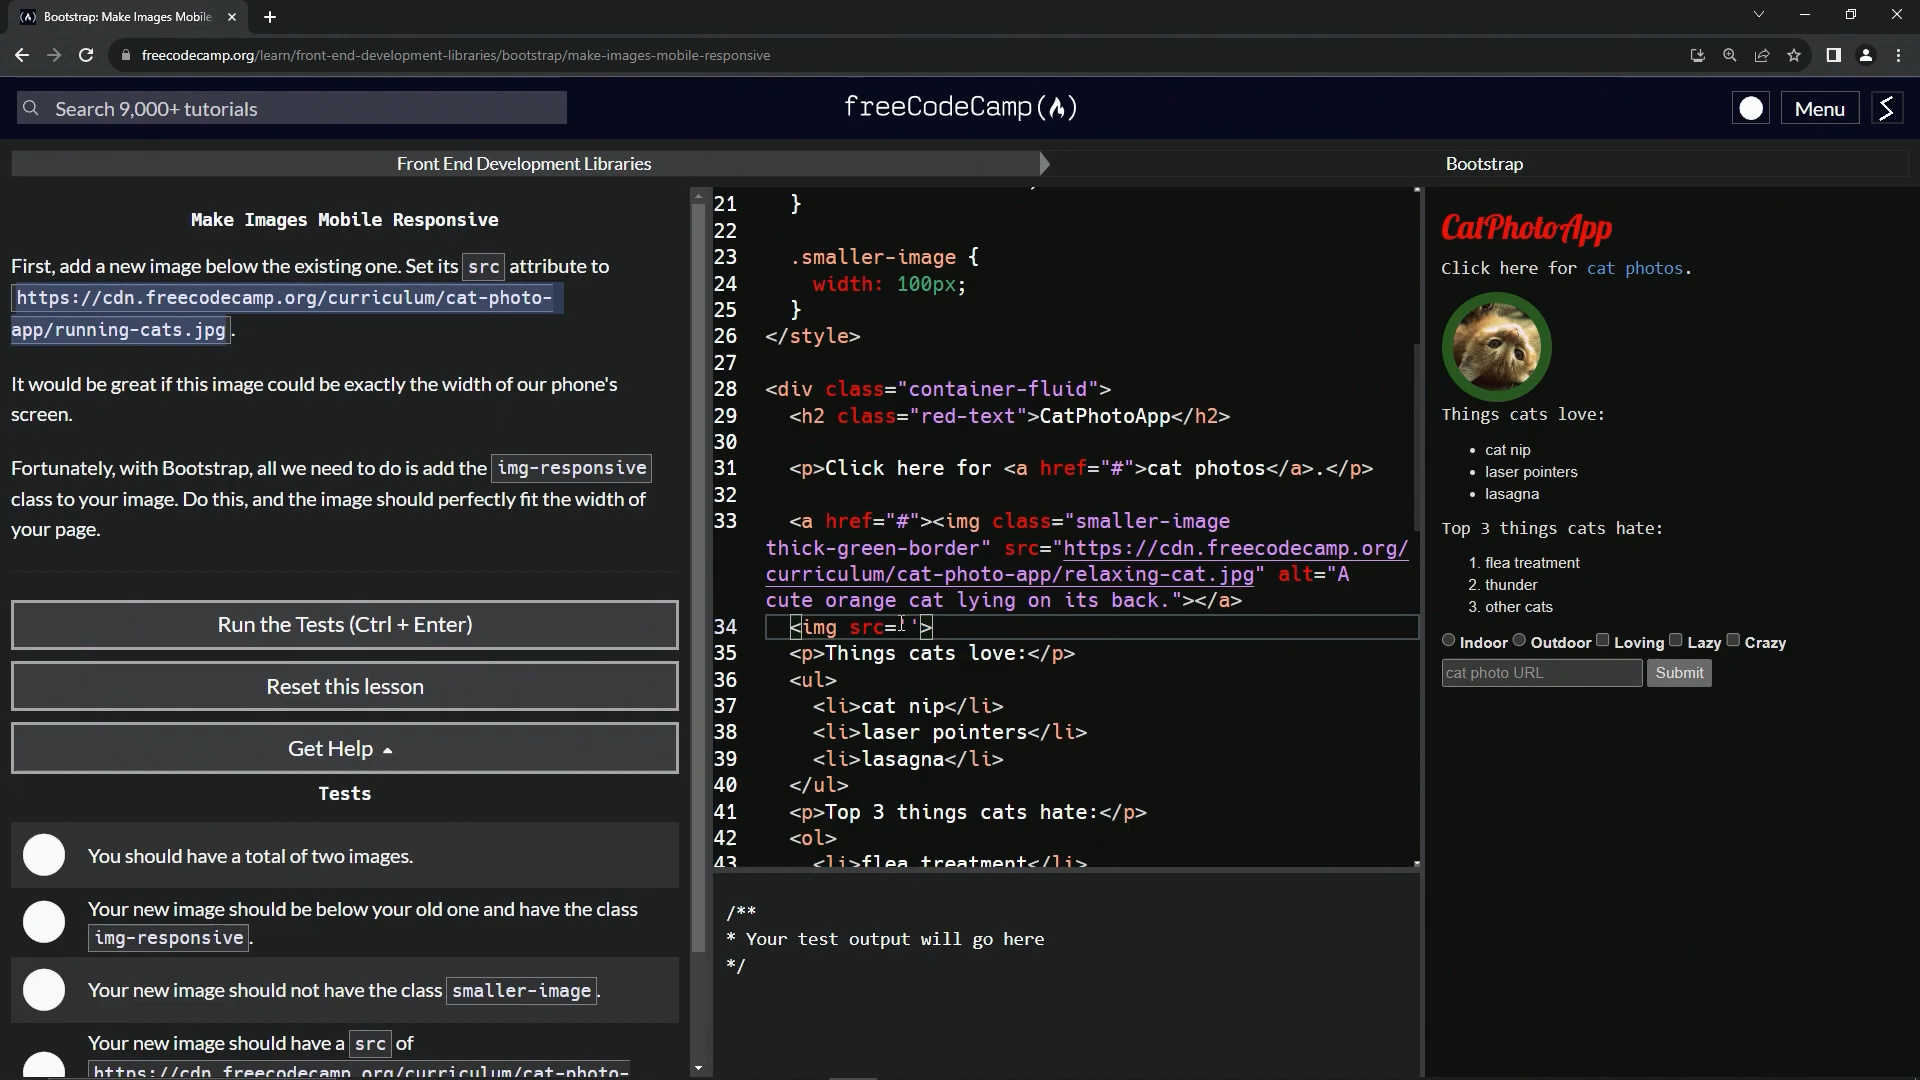 Bootstrap: Make Images Mobile
freecodecamp.org/learn/front-end-development-libraries/bootstrap/make-images-mobile-responsive
Search 9,000+ tutorials
freeCodeCamp(🔥)
Menu
Front End Development Libraries
Bootstrap
Make Images Mobile Responsive
First, add a new image below the existing one. Set its src attribute to
https://cdn.freecodecamp.org/curriculum/cat-photo-
app/running-cats.jpg.
It would be great if this image could be exactly the width of our phone's
screen.
Fortunately, with Bootstrap, all we need to do is add the img-responsive
class to your image. Do this, and the image should perfectly fit the width of
your page.
Run the Tests (Ctrl + Enter)
Reset this lesson
Get Help
Tests
You should have a total of two images.
Your new image should be below your old one and have the class
img-responsive.
Your new image should not have the class smaller-image.
Your new image should have a src of
https://cdn.freecodecamp.org/curriculum/cat-photo-
21 }
22
23 .smaller-image {
24 width: 100px;
25 }
26 </style>
27
28 <div class="container-fluid">
29 <h2 class="red-text">CatPhotoApp</h2>
30
31 <p>Click here for <a href="#">cat photos</a>.</p>
32
33 <a href="#"><img class="smaller-image
thick-green-border" src="https://cdn.freecodecamp.org/
curriculum/cat-photo-app/relaxing-cat.jpg" alt="A
cute orange cat lying on its back."></a>
34 <img src=''>
35 <p>Things cats love:</p>
36 <ul>
37 <li>cat nip</li>
38 <li>laser pointers</li>
39 <li>lasagna</li>
40 </ul>
41 <p>Top 3 things cats hate:</p>
42 <ol>
43 <li>flea treatment</li>
/**
* Your test output will go here
*/
CatPhotoApp
Click here for cat photos.
Things cats love:
• cat nip
• laser pointers
• lasagna
Top 3 things cats hate:
1. flea treatment
2. thunder
3. other cats
Indoor Outdoor Loving Lazy Crazy
cat photo URL Submit